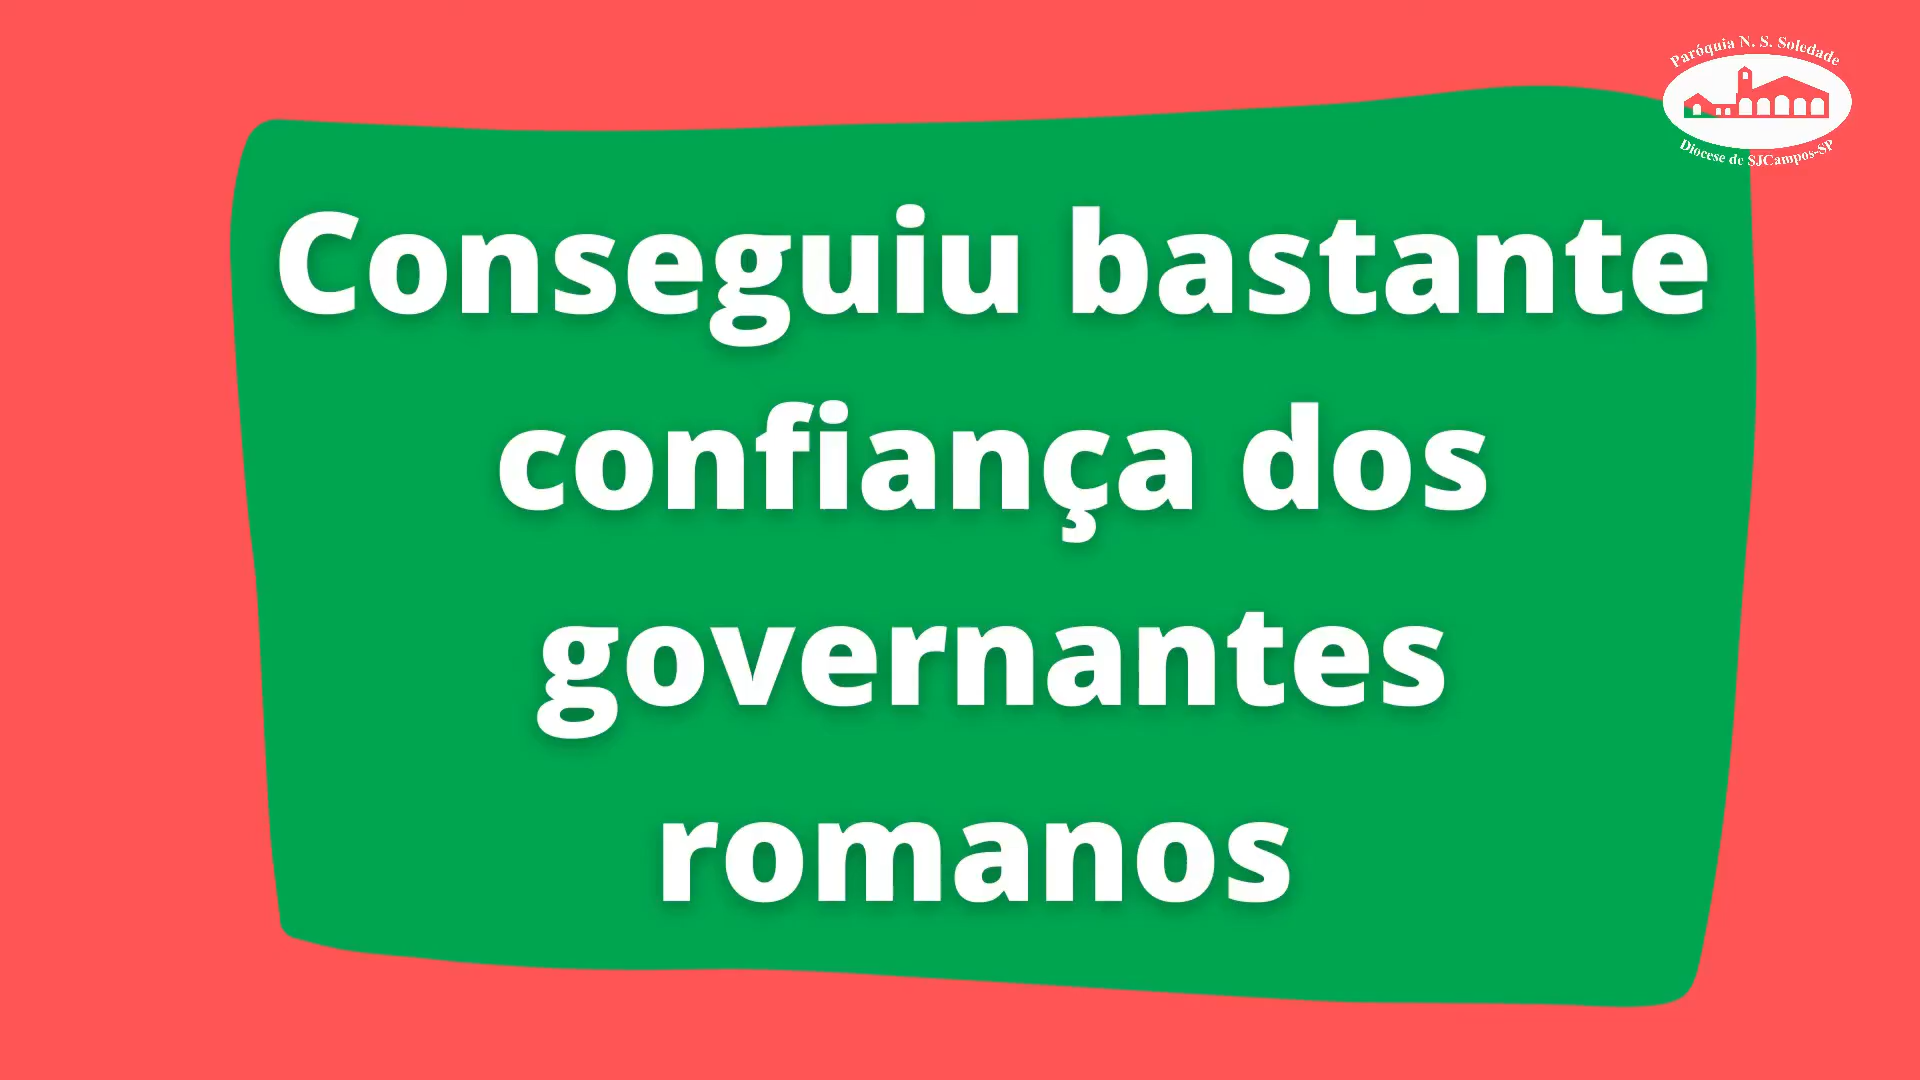 Paróquia N. S. Soledade
Diocese de SJCampos-SP
Conseguiu bastante
confiança dos
governantes
romanos